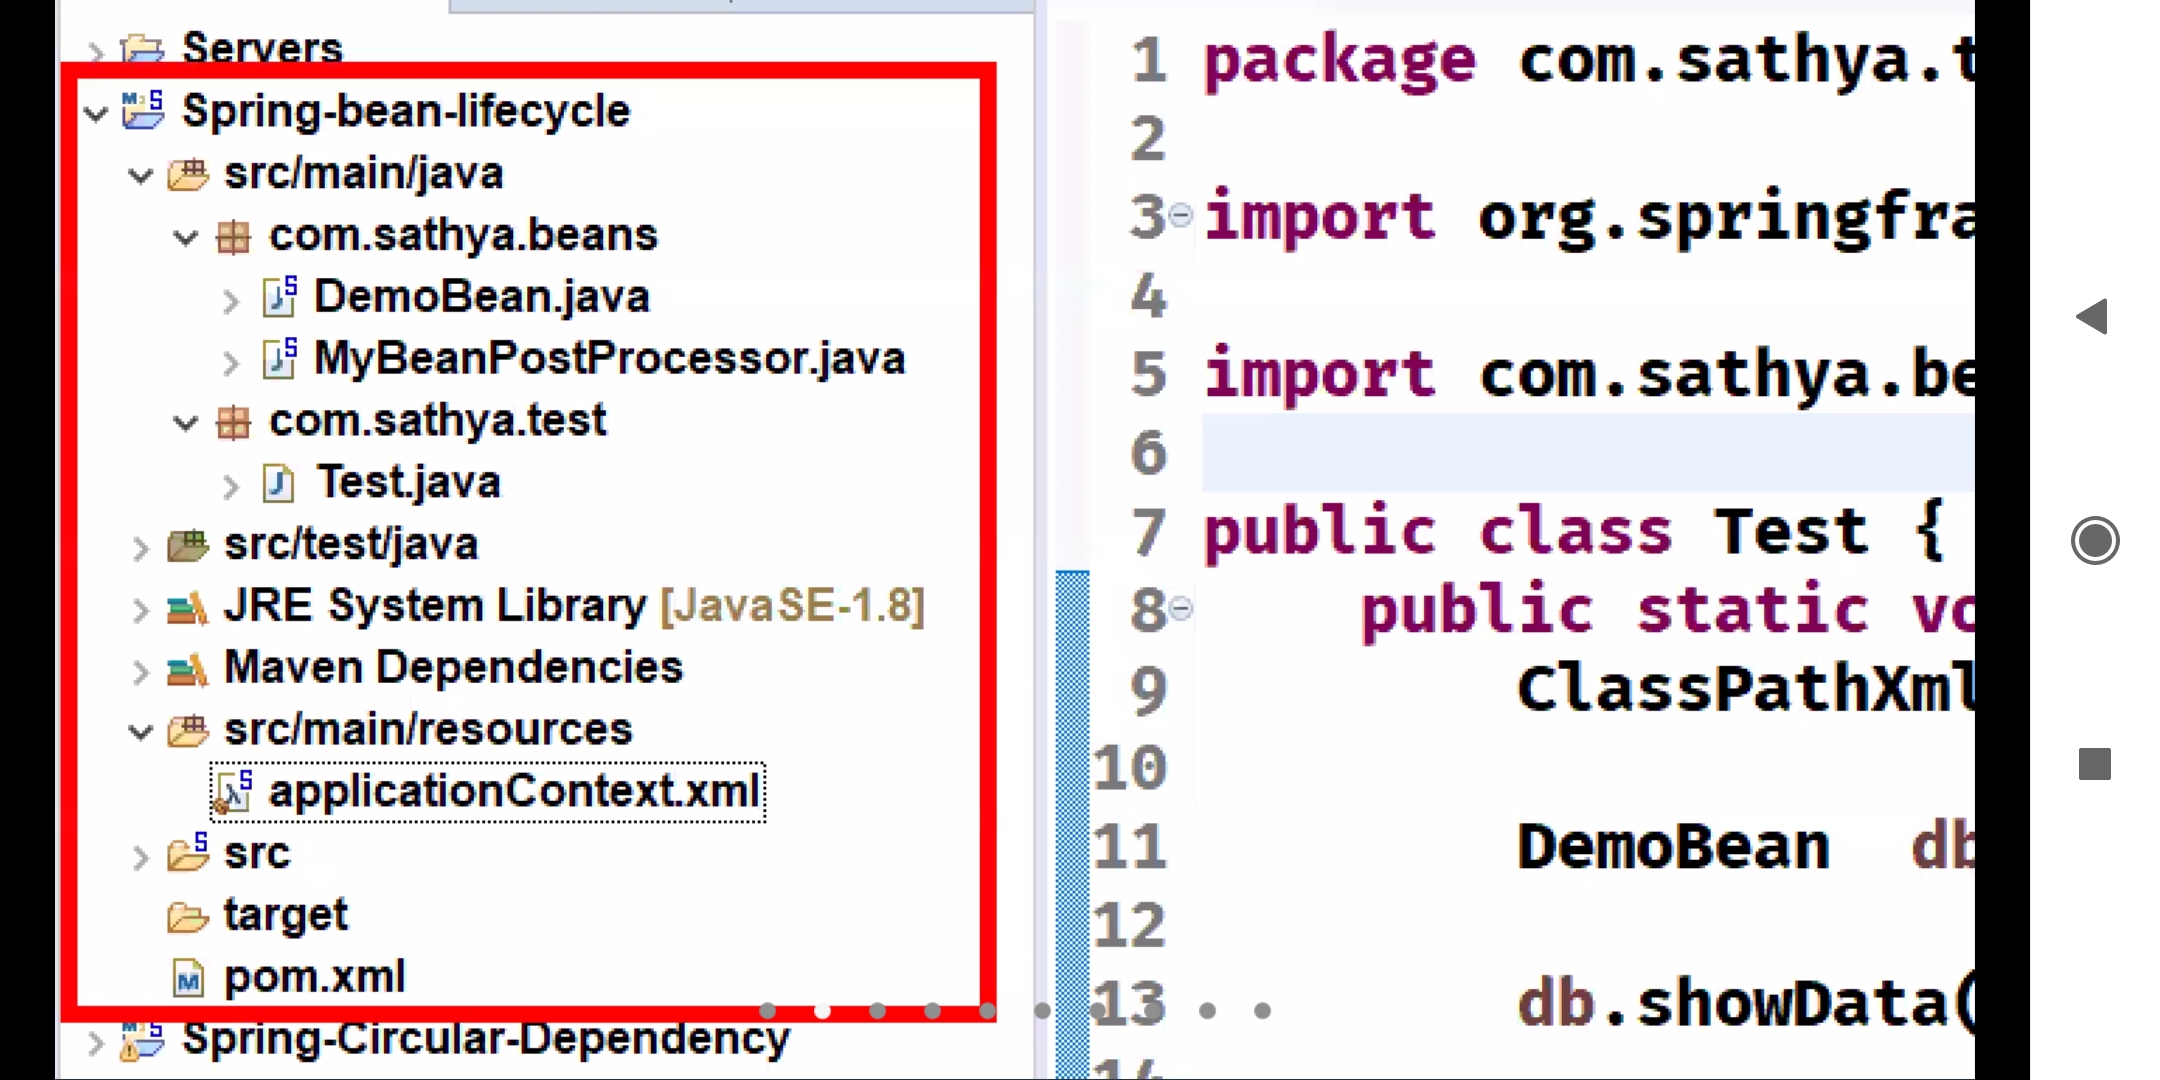 Servers
Spring-bean-lifecycle
src/main/java
com.sathya.beans
DemoBean.java
MyBeanPostProcessor.java
com.sathya.test
Test.java
src/test/java
JRE System Library [JavaSE-1.8]
Maven Dependencies
src/main/resources
applicationContext.xml
src
target
pom.xml
Spring-Circular-Dependency
1 package com.sathya.t
2
3 import org.springfra
4
5 import com.sathya.be
6
7 public class Test {
8 public static vo
9 ClassPathXml
10
11 DemoBean db
12
13 db.showData(
14